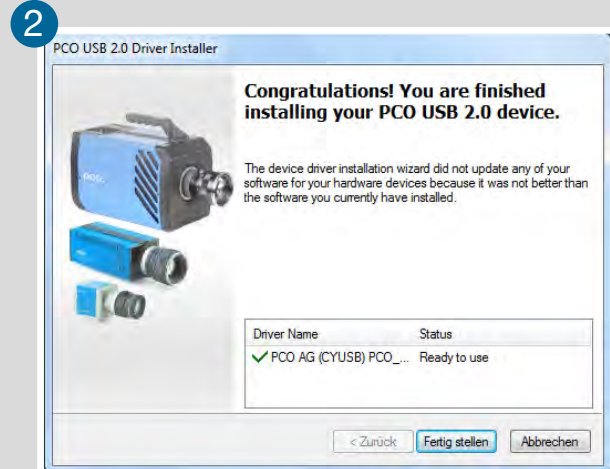 2
PCO USB 2.0 Driver Installer
Congratulations! You are finished
installing your PCO USB 2.0 device.
The device driver installation wizard did not update any of your
software for your hardware devices because it was not better than
the software you currently have installed.
pco.
Driver Name Status
PCO AG (CYUSB) PCO_... Ready to use
< Zurück Fertig stellen Abbrechen